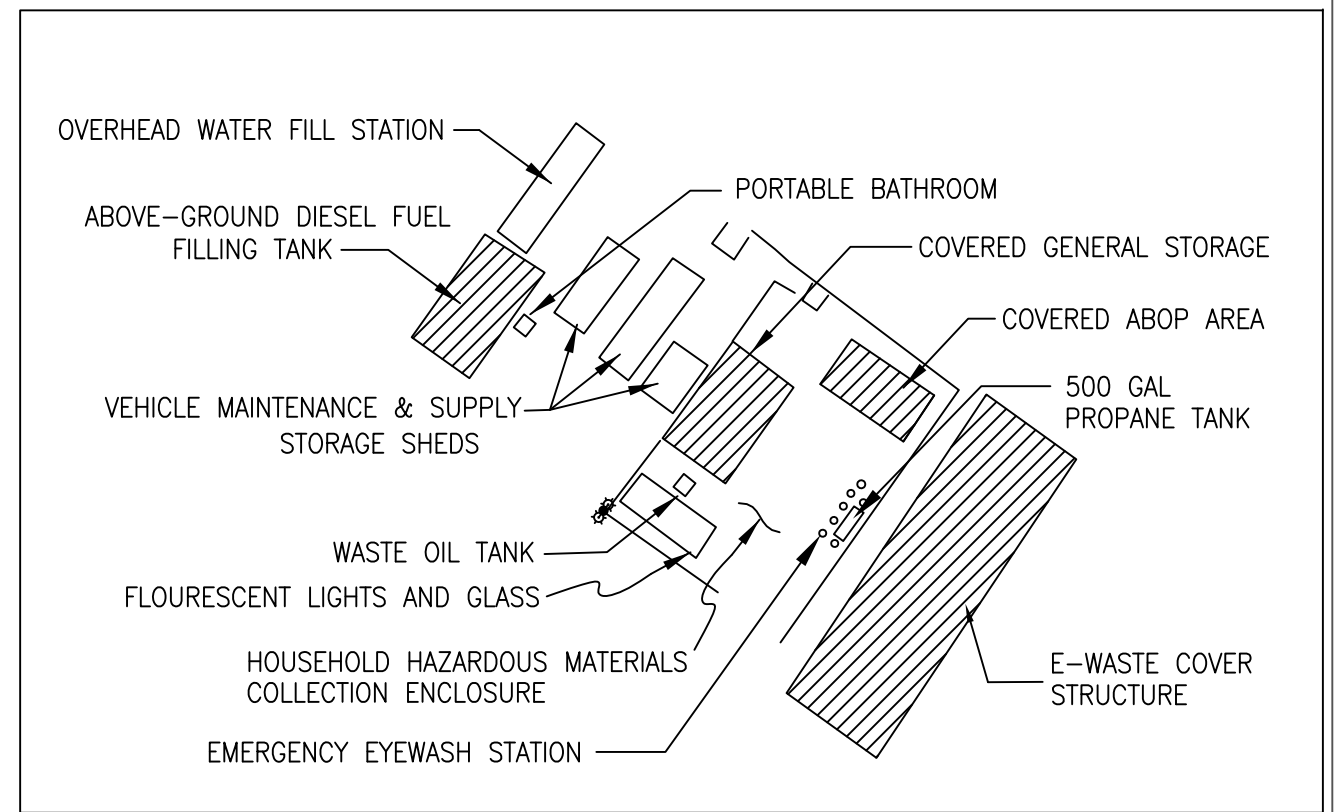 OVERHEAD WATER FILL STATION
PORTABLE BATHROOM
ABOVE-GROUND DIESEL FUEL
FILLING TANK
COVERED GENERAL STORAGE
COVERED ABOP AREA
500 GAL
PROPANE TANK
VEHICLE MAINTENANCE & SUPPLY
STORAGE SHEDS
WASTE OIL TANK
FLOURESCENT LIGHTS AND GLASS
HOUSEHOLD HAZARDOUS MATERIALS
COLLECTION ENCLOSURE
E-WASTE COVER
STRUCTURE
EMERGENCY EYEWASH STATION